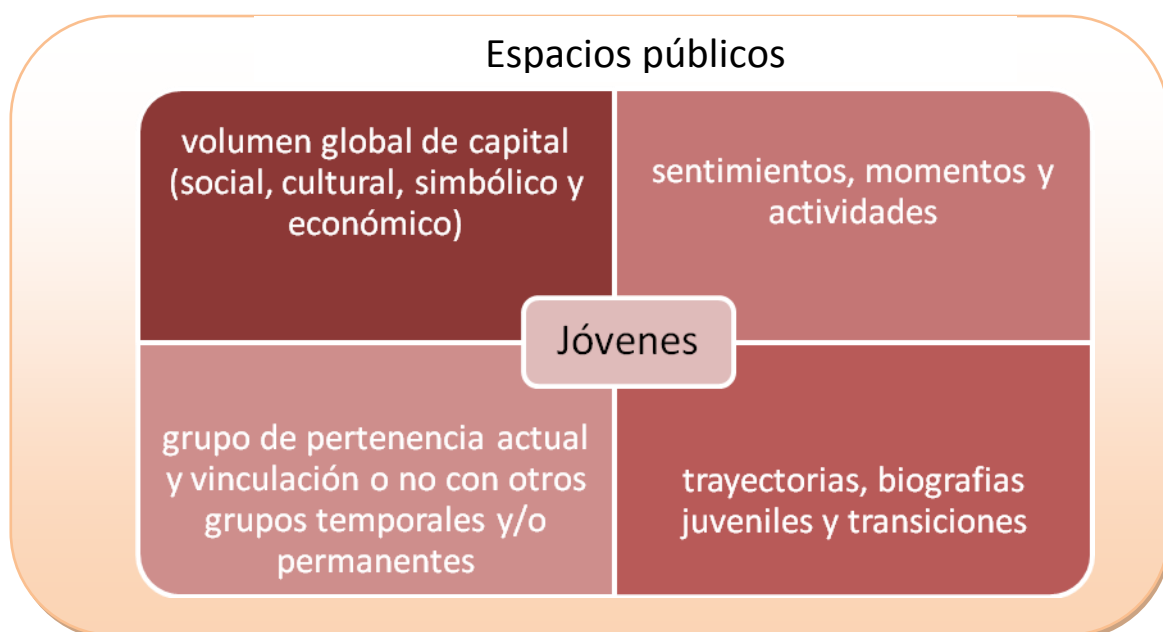 Espacios públicos
volumen global de capital
(social, cultural, simbólico y
económico)
sentimientos, momentos y
actividades
Jóvenes
grupo de pertenencia actual
y vinculación o no con otros
grupos temporales y/o
permanentes
trayectorias, biografias
juveniles y transiciones